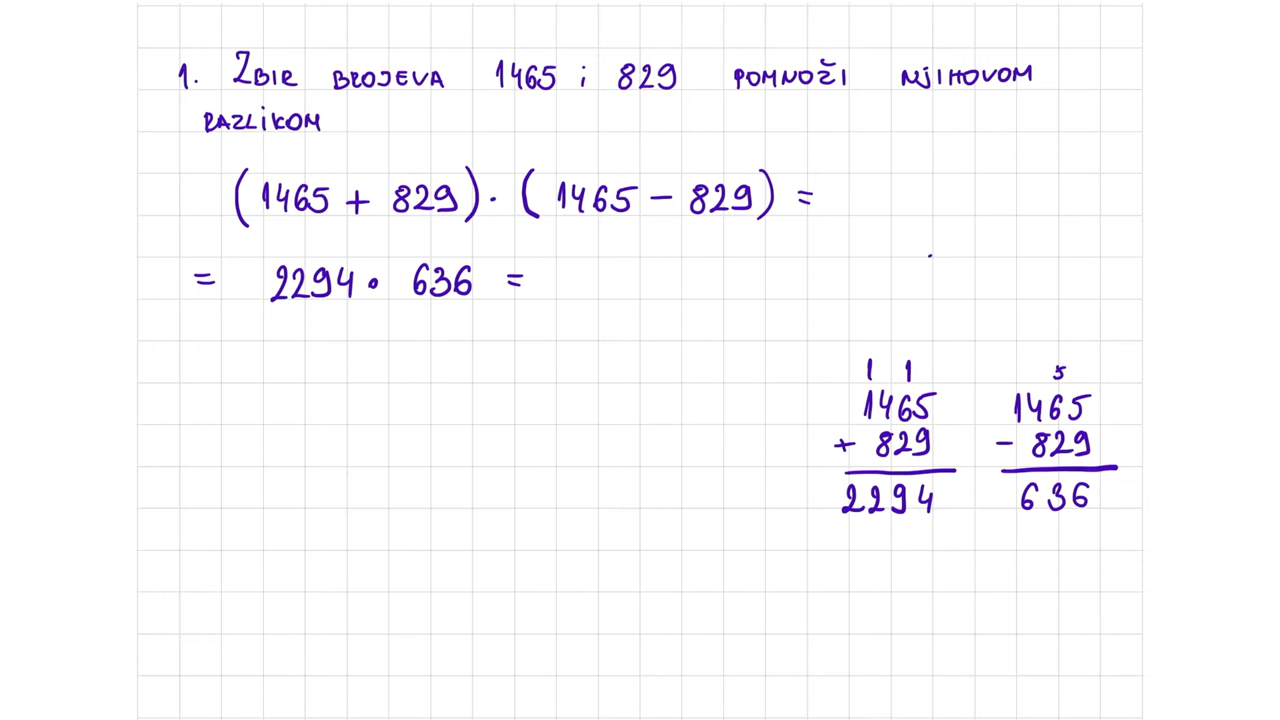 1. ZBIR BROJEVA 1465 i 829 POMNOŽI NJIHOVOM
RAZLIKOM
(1465 + 829) · (1465 - 829) =
= 2294 · 636 =
1 1
1465
+ 829
2294
5
1465
- 829
636